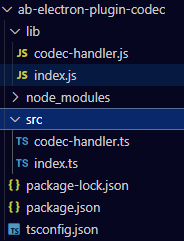 ab-electron-plugin-codec
lib
JS codec-handler.js
JS index.js
node_modules
src
TS codec-handler.ts
TS index.ts
{} package-lock.json
{} package.json
TS tsconfig.json